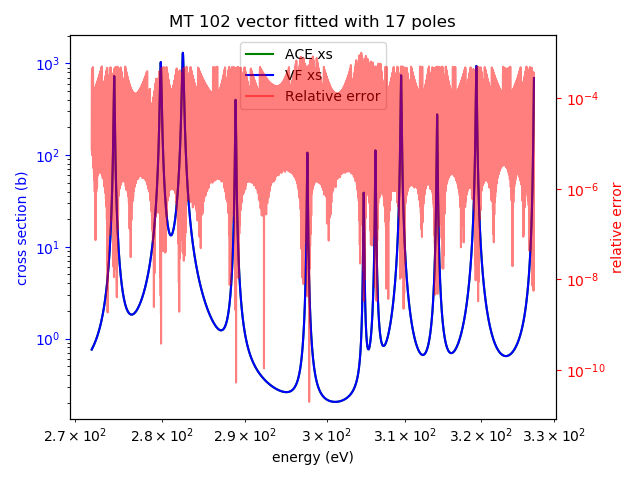 MT 102 vector fitted with 17 poles
ACE xs
VF xs
Relative error
10³
10²
10¹
10⁰
cross section (b)
10⁻⁴
10⁻⁶
10⁻⁸
10⁻¹⁰
relative error
2.7 × 10² 2.8 × 10² 2.9 × 10² 3 × 10² 3.1 × 10² 3.2 × 10² 3.3 × 10²
energy (eV)